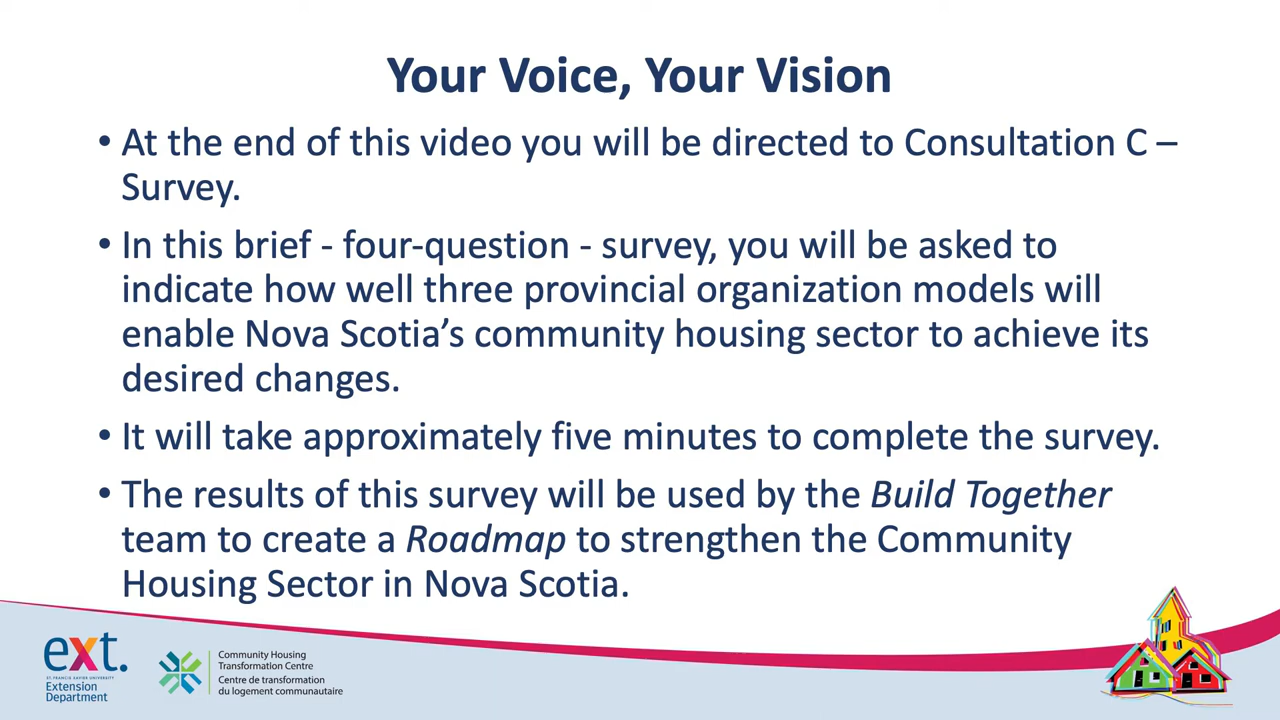 Your Voice, Your Vision
• At the end of this video you will be directed to Consultation C –
Survey.
• In this brief - four-question - survey, you will be asked to
indicate how well three provincial organization models will
enable Nova Scotia’s community housing sector to achieve its
desired changes.
• It will take approximately five minutes to complete the survey.
• The results of this survey will be used by the Build Together
team to create a Roadmap to strengthen the Community
Housing Sector in Nova Scotia.
ext.
ST. FRANCIS XAVIER UNIVERSITY
Extension
Department
Community Housing
Transformation Centre
Centre de transformation
du logement communautaire